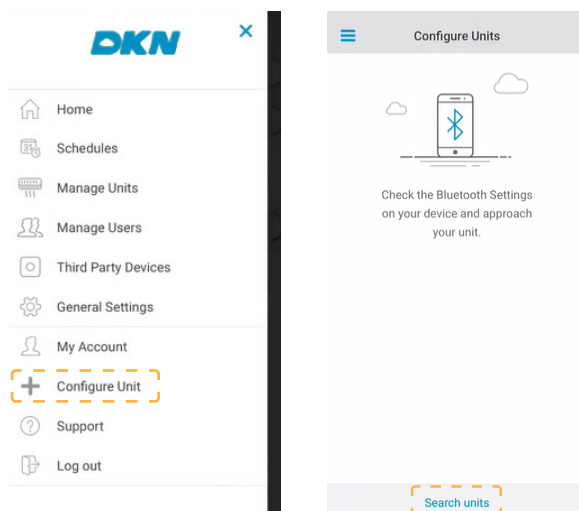 DKN
Home
31
Schedules
Manage Units
Manage Users
Third Party Devices
General Settings
My Account
Configure Unit
Support
Log out
Configure Units
Check the Bluetooth Settings
on your device and approach
your unit.
Search units